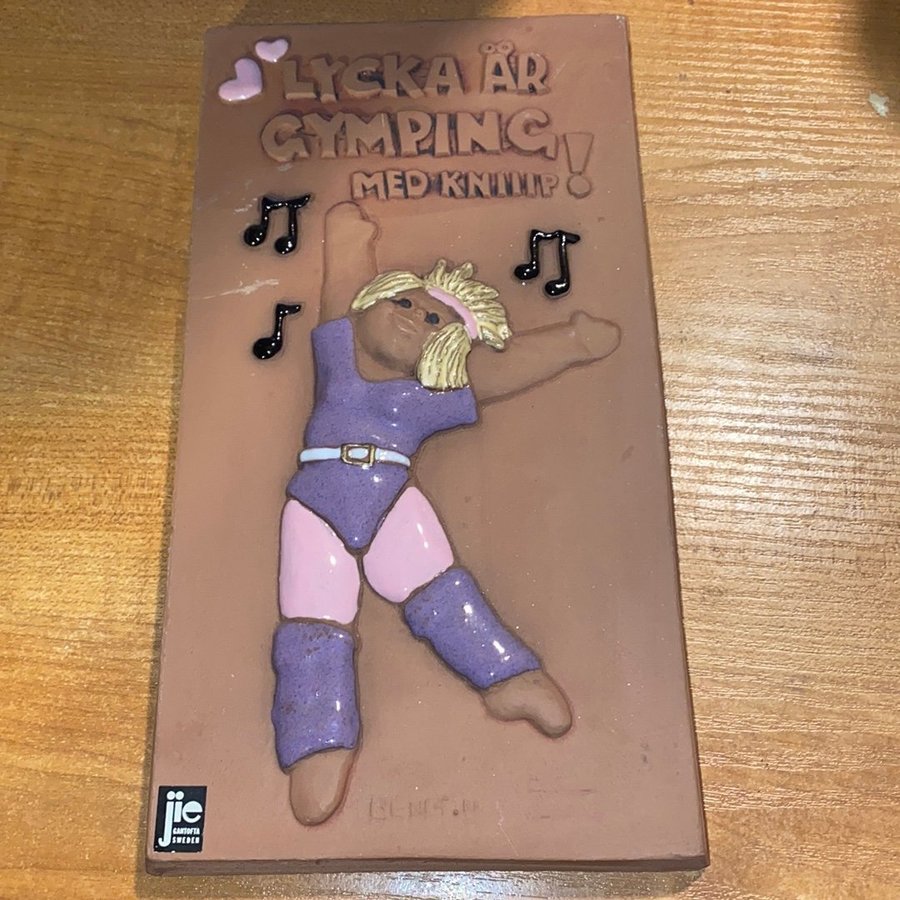 LYCKA ÄR
GYMPING
MED KNIIIP!
jie
GANTOFTA
SWEDEN